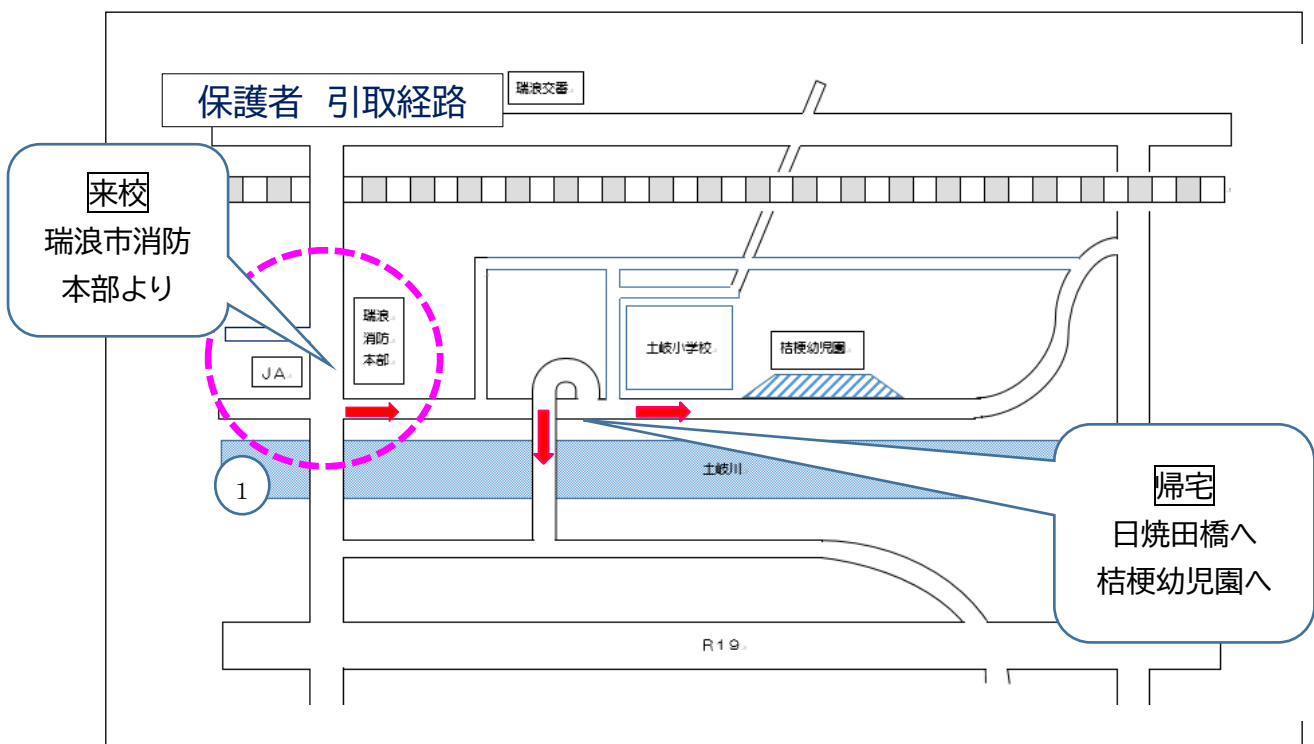 保護者 引取経路
瑞浪交番
来校
瑞浪市消防
本部より
瑞浪
消防
本部
JA
土岐小学校
桔梗幼児園
土岐川
1
帰宅
日焼田橋へ
桔梗幼児園へ
R19